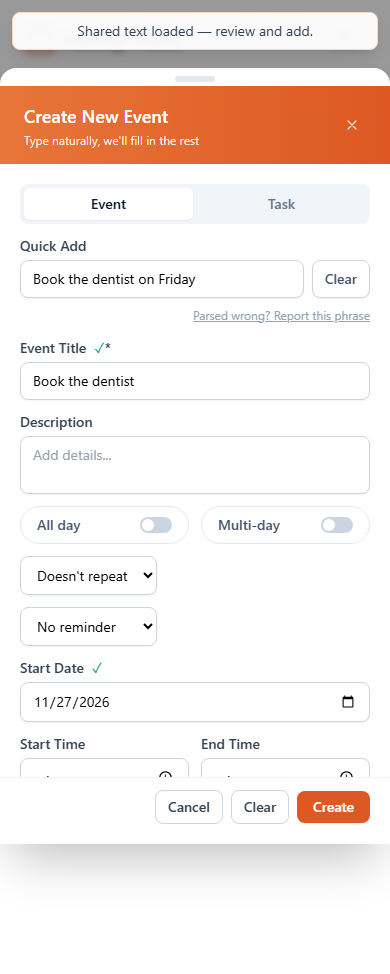 Shared text loaded — review and add.
Create New Event
Type naturally, we'll fill in the rest
Event Task
Quick Add
Book the dentist on Friday Clear
Parsed wrong? Report this phrase
Event Title ✓*
Book the dentist
Description
Add details...
All day Multi-day
Doesn't repeat
No reminder
Start Date ✓
11/27/2026
Start Time End Time
Cancel Clear Create